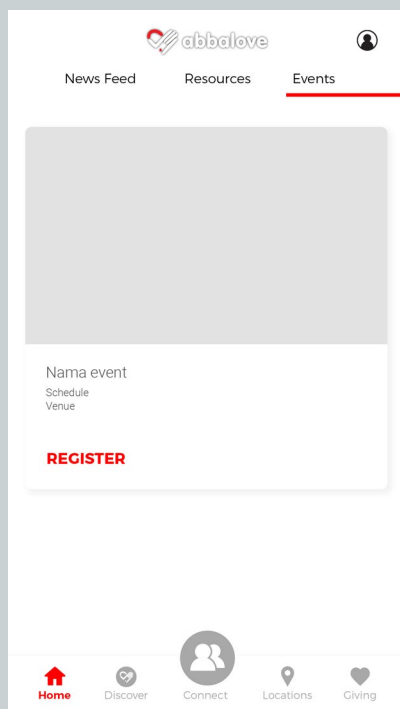 abbalove
News Feed Resources Events
Nama event
Schedule
Venue
REGISTER
Home Discover Connect Locations Giving